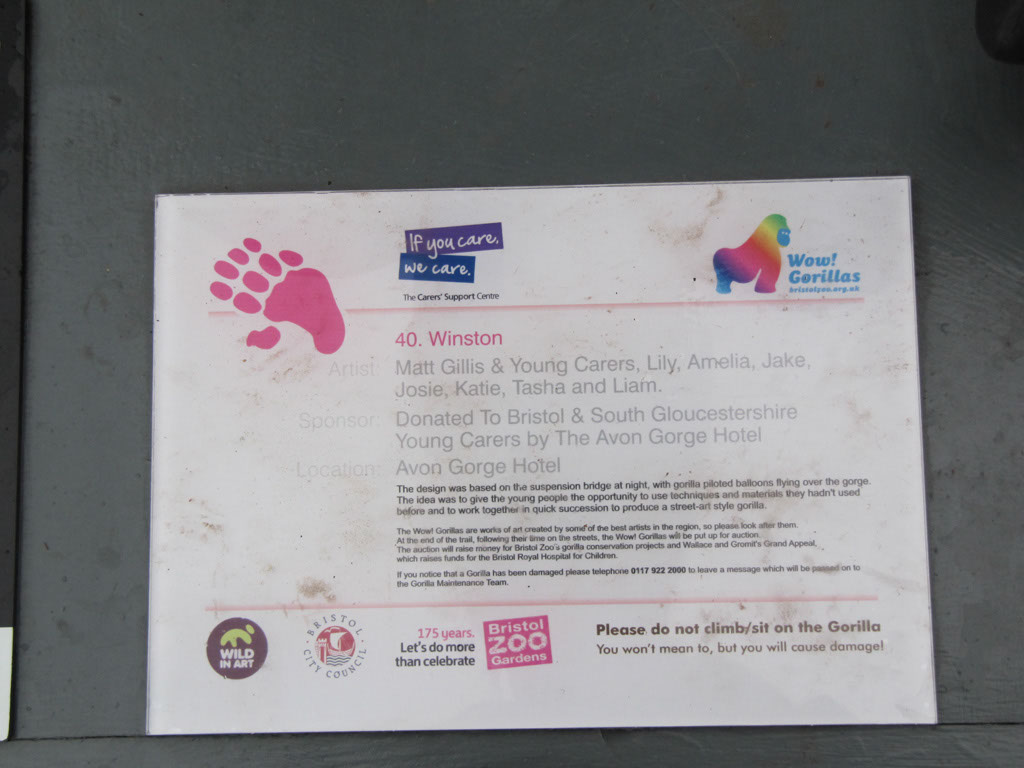 If you care,
we care.
The Carers' Support Centre
Wow!
Gorillas
bristolzoo.org.uk
40. Winston
Artist: Matt Gillis & Young Carers, Lily, Amelia, Jake,
Josie, Katie, Tasha and Liam.
Sponsor: Donated To Bristol & South Gloucestershire
Young Carers by The Avon Gorge Hotel
Location: Avon Gorge Hotel
The design was based on the suspension bridge at night, with gorilla piloted balloons flying over the gorge.
The idea was to give the young people the opportunity to use techniques and materials they hadn't used
before and to work together in quick succession to produce a street-art style gorilla.
The Wow! Gorillas are works of art created by some of the best artists in the region, so please look after them.
At the end of the trail, following their time on the streets, the Wow! Gorillas will be put up for auction.
The auction will raise money for Bristol Zoo's gorilla conservation projects and Wallace and Gromit's Grand Appeal,
which raises funds for the Bristol Royal Hospital for Children.
If you notice that a Gorilla has been damaged please telephone 0117 922 2000 to leave a message which will be passed on to
the Gorilla Maintenance Team.
WILD
IN ART
BRISTOL
CITY COUNCIL
175 years.
Let's do more
than celebrate
Bristol
ZOO
Gardens
Please do not climb/sit on the Gorilla
You won't mean to, but you will cause damage!